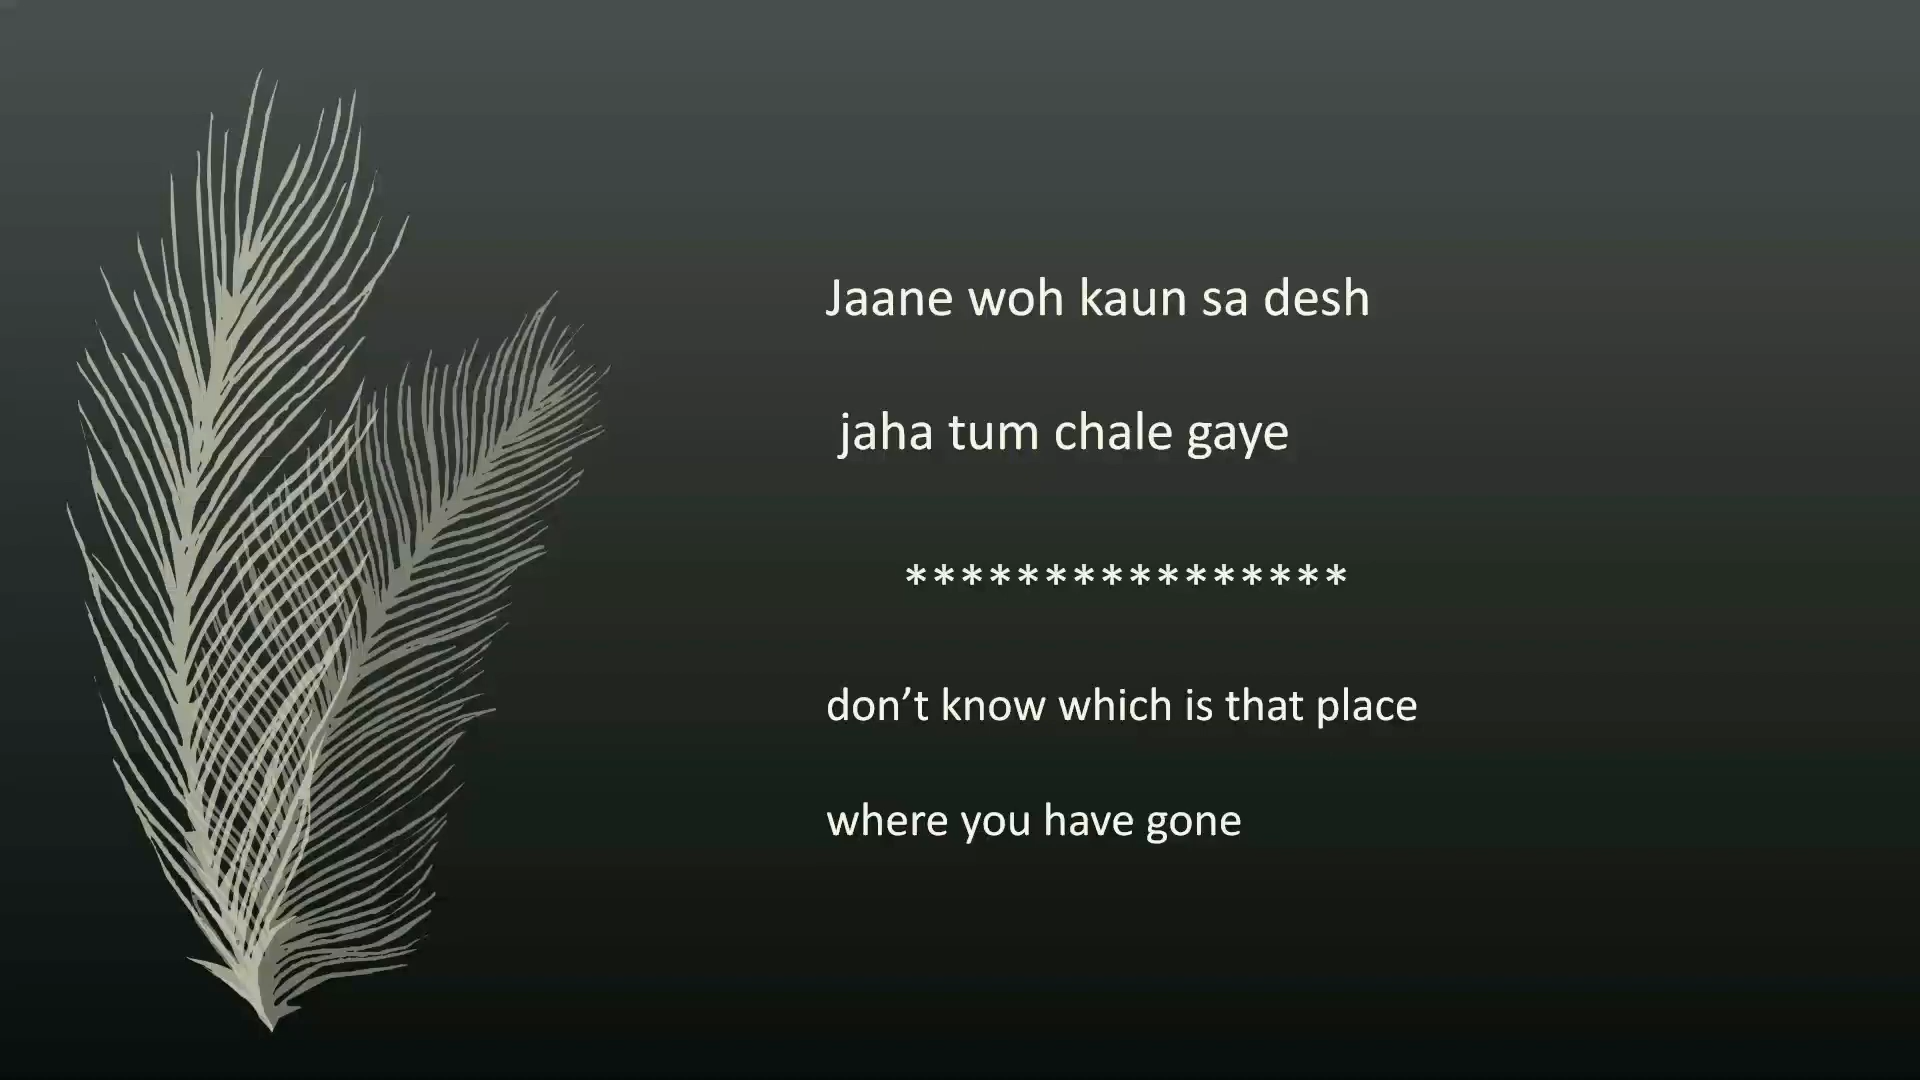 Jaane woh kaun sa desh
jaha tum chale gaye
****************
don’t know which is that place
where you have gone